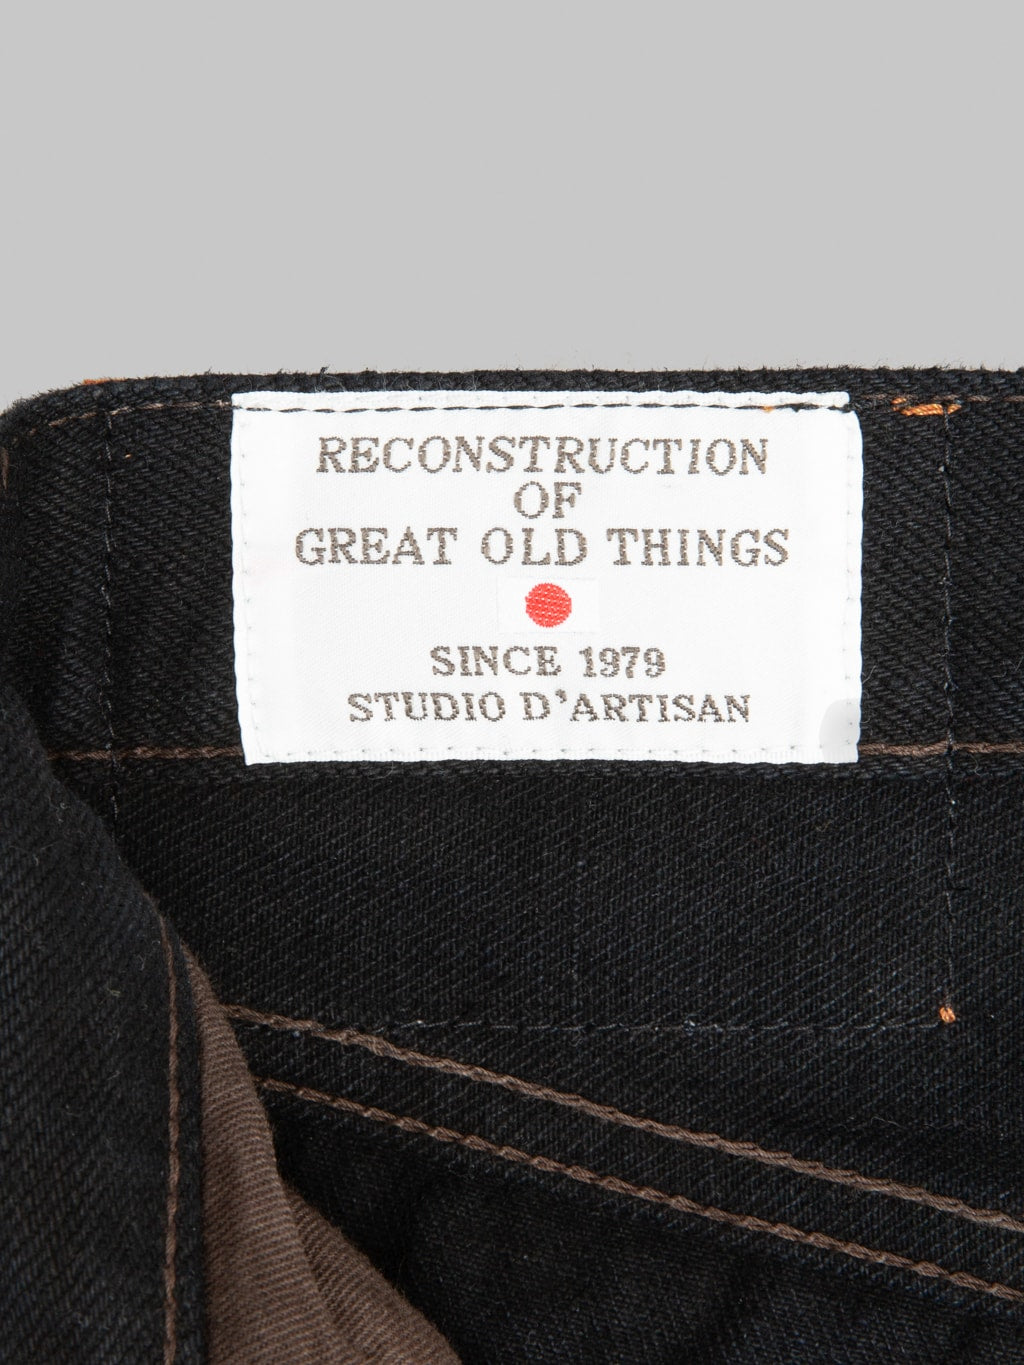 RECONSTRUCTION
OF
GREAT OLD THINGS
SINCE 1979
STUDIO D'ARTISAN